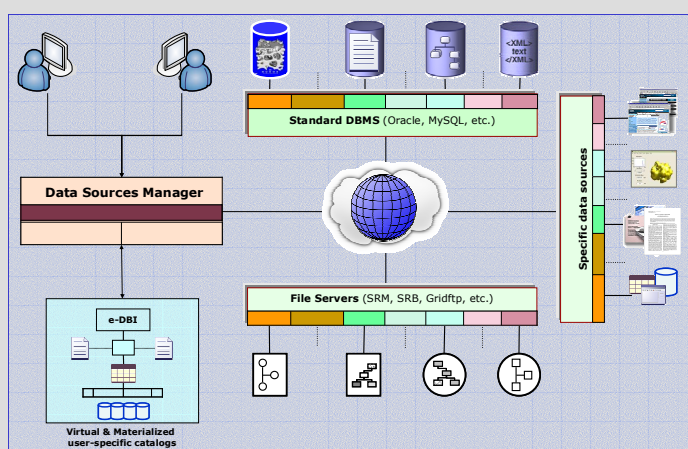 <XML>
text
</XML>
Standard DBMS (Oracle, MySQL, etc.)
Data Sources Manager
Specific data sources
File Servers (SRM, SRB, Gridftp, etc.)
e-DBI
Virtual & Materialized
user-specific catalogs